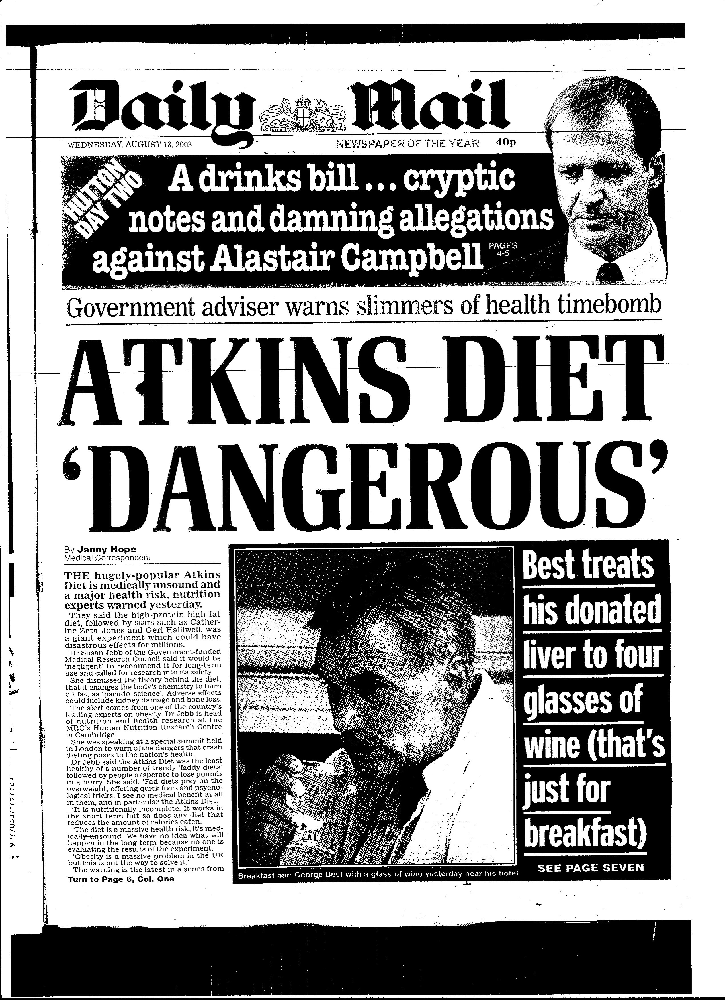 Daily Mail
DIEU ET MON DROIT
WEDNESDAY, AUGUST 13, 2003
NEWSPAPER OF THE YEAR 40p
HUTTON
DAY TWO
A drinks bill ... cryptic
notes and damning allegations
against Alastair Campbell
PAGES
4-5
Government adviser warns slimmers of health timebomb
ATKINS DIET
‘DANGEROUS’
By Jenny Hope
Medical Correspondent
THE hugely-popular Atkins
Diet is medically unsound and
a major health risk, nutrition
experts warned yesterday.
They said the high-protein high-fat
diet, followed by stars such as Cather-
ine Zeta-Jones and Geri Halliwell, was
a giant experiment which could have
disastrous effects for millions.
Dr Susan Jebb of the Government-funded
Medical Research Council said it would be
‘negligent’ to recommend it for long-term
use and called for research into its safety.
She dismissed the theory behind the diet,
that it changes the body's chemistry to burn
off fat, as ‘pseudo-science’. Adverse effects
could include kidney damage and bone loss.
The alert comes from one of the country's
leading experts on obesity. Dr Jebb is head
of nutrition and health research at the
MRC's Human Nutrition Research Centre
in Cambridge.
She was speaking at a special summit held
in London to warn of the dangers that crash
dieting poses to the nation's health.
Dr Jebb said the Atkins Diet was the least
healthy of a number of trendy ‘faddy diets’
followed by people desperate to lose pounds
in a hurry. She said: ‘Fad diets prey on the
overweight, offering quick fixes and psycho-
logical tricks. I see no medical benefit at all
in them, and in particular the Atkins Diet.
‘It is nutritionally incomplete. It works in
the short term but so does any diet that
reduces the amount of calories eaten.
‘The diet is a massive health risk, it's med-
ically unsound. We have no idea what will
happen in the long term because no one is
evaluating the results of the experiment.
‘Obesity is a massive problem in the UK
but this is not the way to solve it.’
The warning is the latest in a series from
Turn to Page 6, Col. One
Breakfast bar: George Best with a glass of wine yesterday near his hotel
Best treats
his donated
liver to four
glasses of
wine (that's
just for
breakfast)
SEE PAGE SEVEN